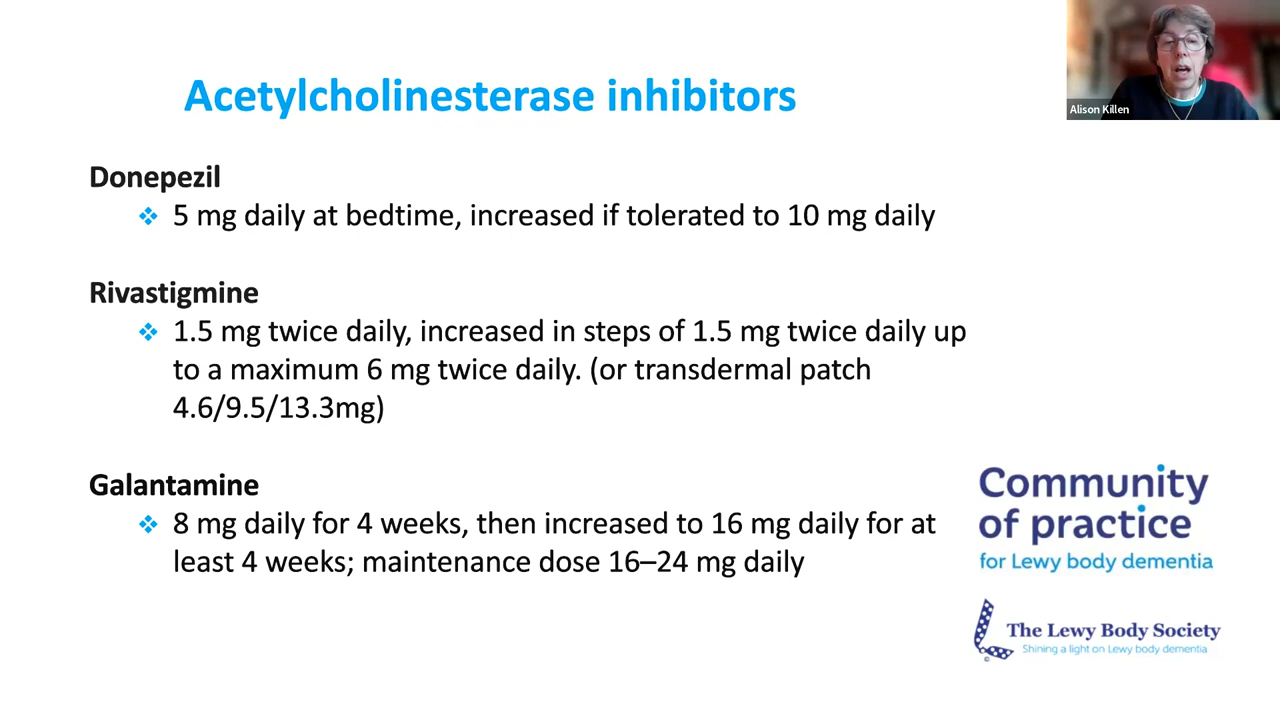 Acetylcholinesterase inhibitors
Alison Killen
Donepezil
❖ 5 mg daily at bedtime, increased if tolerated to 10 mg daily
Rivastigmine
❖ 1.5 mg twice daily, increased in steps of 1.5 mg twice daily up
to a maximum 6 mg twice daily. (or transdermal patch
4.6/9.5/13.3mg)
Galantamine
❖ 8 mg daily for 4 weeks, then increased to 16 mg daily for at
least 4 weeks; maintenance dose 16–24 mg daily
Community
of practice
for Lewy body dementia
The Lewy Body Society
Shining a light on Lewy body dementia
©